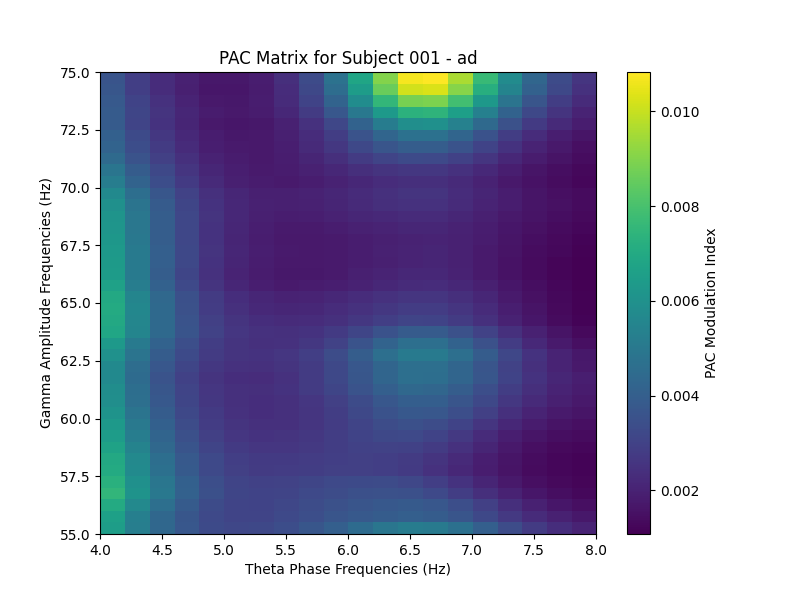 PAC Matrix for Subject 001 - ad
75.0
72.5
70.0
67.5
65.0
62.5
60.0
57.5
55.0
Gamma Amplitude Frequencies (Hz)
4.0 4.5 5.0 5.5 6.0 6.5 7.0 7.5 8.0
Theta Phase Frequencies (Hz)
0.010
0.008
0.006
0.004
0.002
PAC Modulation Index